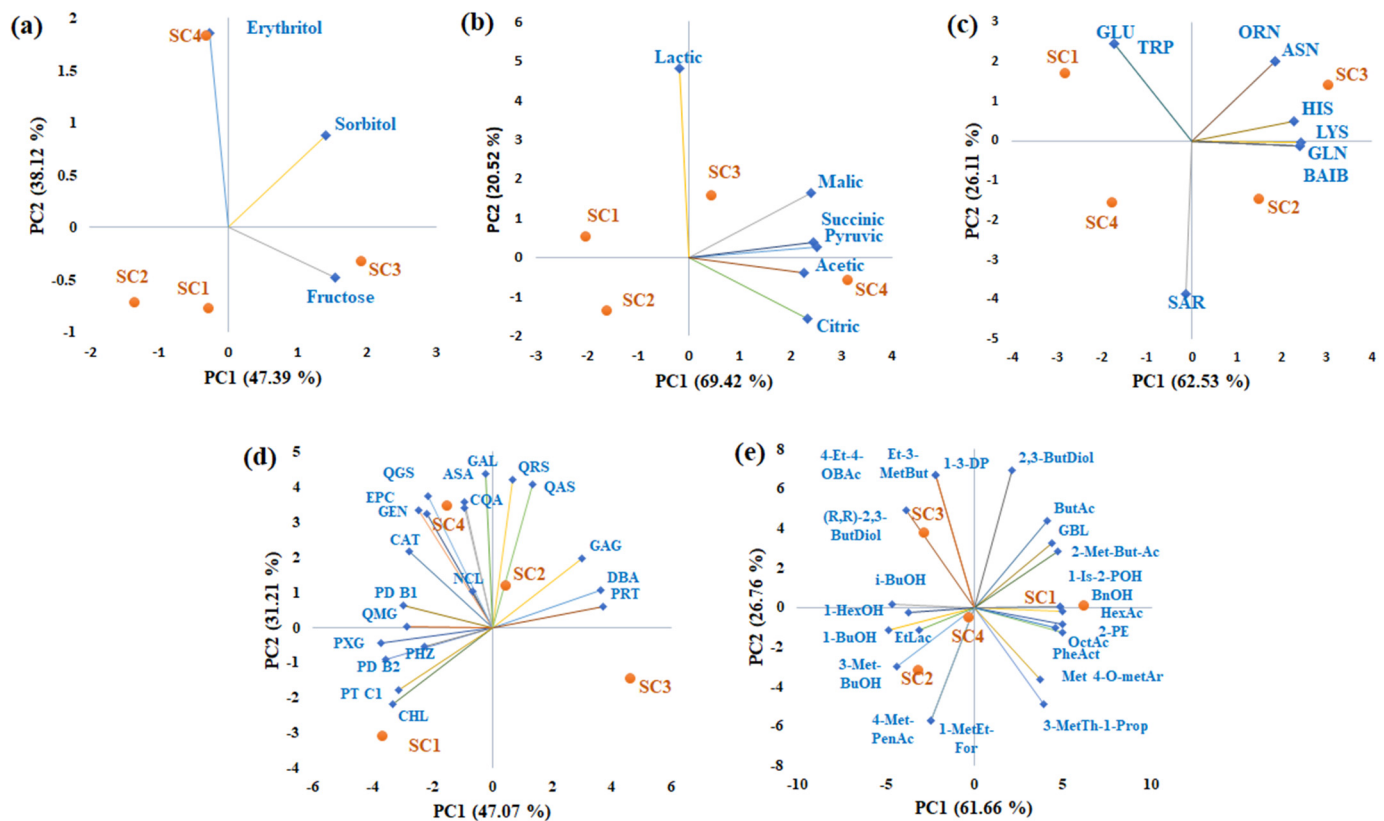 (a)
2
1.5
1
0.5
0
-0.5
-1
PC2 (38.12 %)
SC4
Erythritol
Sorbitol
SC2
SC1
SC3
Fructose
-2
-1
0
1
2
3
PC1 (47.39 %)
(b)
6
5
4
3
2
1
0
-1
-2
PC2 (20.52 %)
Lactic
SC3
Malic
SC1
Succinic
Pyruvic
Acetic
SC4
SC2
Citric
-3
-2
-1
0
1
2
3
4
PC1 (69.42 %)
(c)
3
2
1
0
-1
-2
-3
-4
-5
PC2 (26.11 %)
GLU
TRP
ORN
ASN
SC1
SC3
HIS
LYS
GLN
BAIB
SC4
SC2
SAR
-4
-3
-2
-1
0
1
2
3
4
PC1 (62.53 %)
(d)
5
4
3
2
1
0
-1
-2
-3
-4
PC2 (31.21 %)
QGS
ASA
GAL
QRS
EPC
CQA
QAS
GEN
SC4
CAT
GAG
NCL
SC2
DBA
PD B1
PRT
QMG
PXG
PHZ
PD B2
SC3
PT C1
CHL
SC1
-6
-4
-2
0
2
4
6
PC1 (47.07 %)
(e)
8
6
4
2
0
-2
-4
-6
-8
PC2 (26.76 %)
4-Et-4-
OBAc
Et-3-
MetBut
1-3-DP
2,3-ButDiol
(R,R)-2,3-
ButDiol
SC3
ButAc
GBL
2-Met-But-Ac
i-BuOH
1-Is-2-POH
SC1
BnOH
1-HexOH
HexAc
1-BuOH
EtLac
SC4
2-PE
OctAc
PheAct
3-Met-
BuOH
SC2
Met 4-O-metAr
4-Met-
PenAc
1-MetEt-
For
3-MetTh-1-Prop
-10
-5
0
5
10
PC1 (61.66 %)